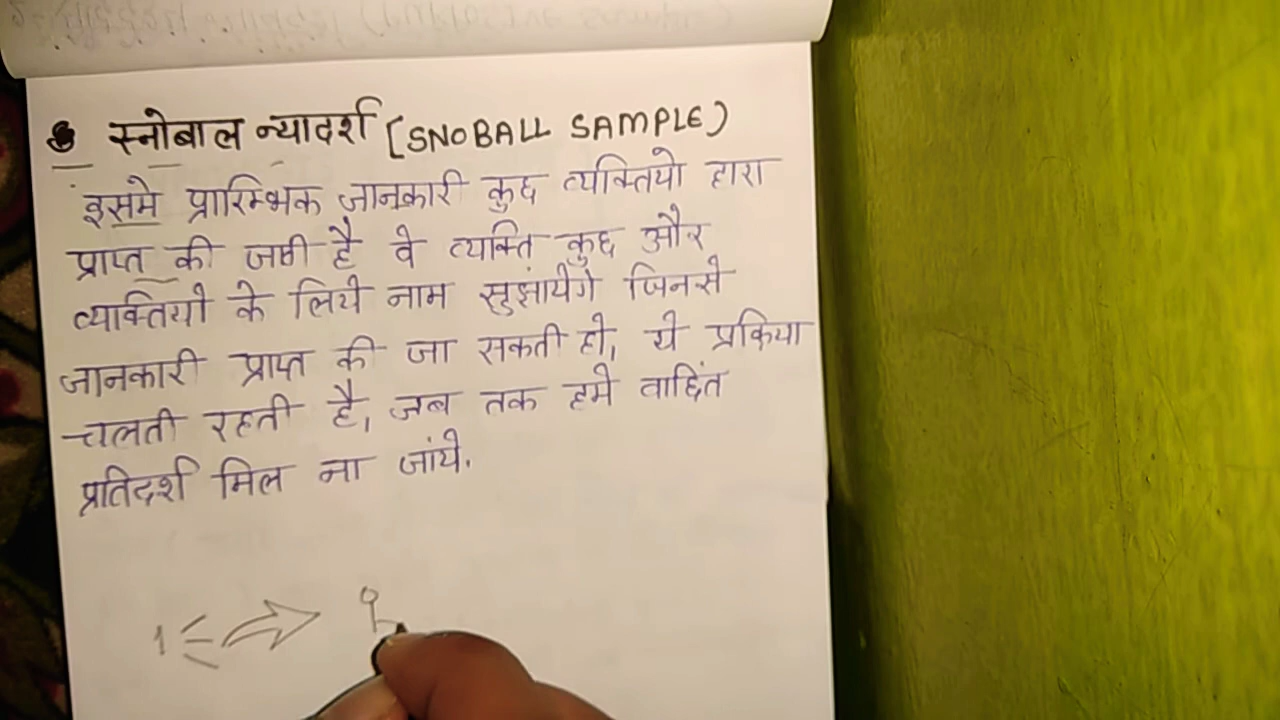 स्नोबाल न्यादर्श [SNOBALL SAMPLE)
इसमे प्रारम्भिक जानकारी कुछ व्यक्तियो द्वारा
प्राप्त की जाती है वे व्यक्ति कुछ और
व्यक्तियो के लिये नाम सुझायेंगे जिनसे
जानकारी प्राप्त की जा सकती हो, ये प्रक्रिया
चलती रहती है, जब तक हमे वाछिंत
प्रतिदर्श मिल ना जांये.
1